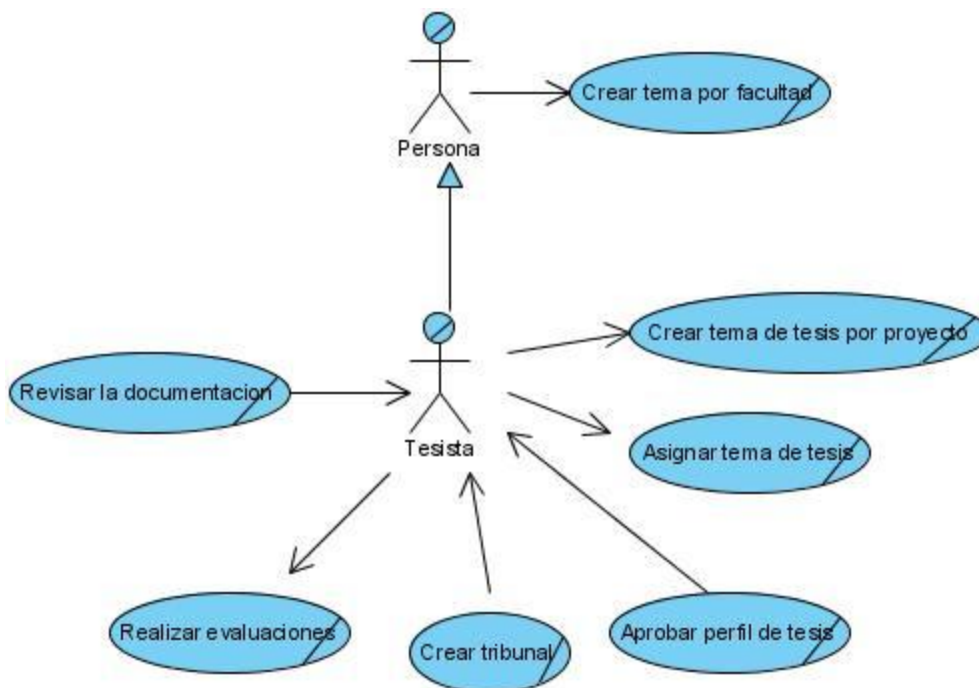 Crear tema por facultad
Persona
Crear tema de tesis por proyecto
Revisar la documentacion
Tesista
Asignar tema de tesis
Realizar evaluaciones
Crear tribunal
Aprobar perfil de tesis